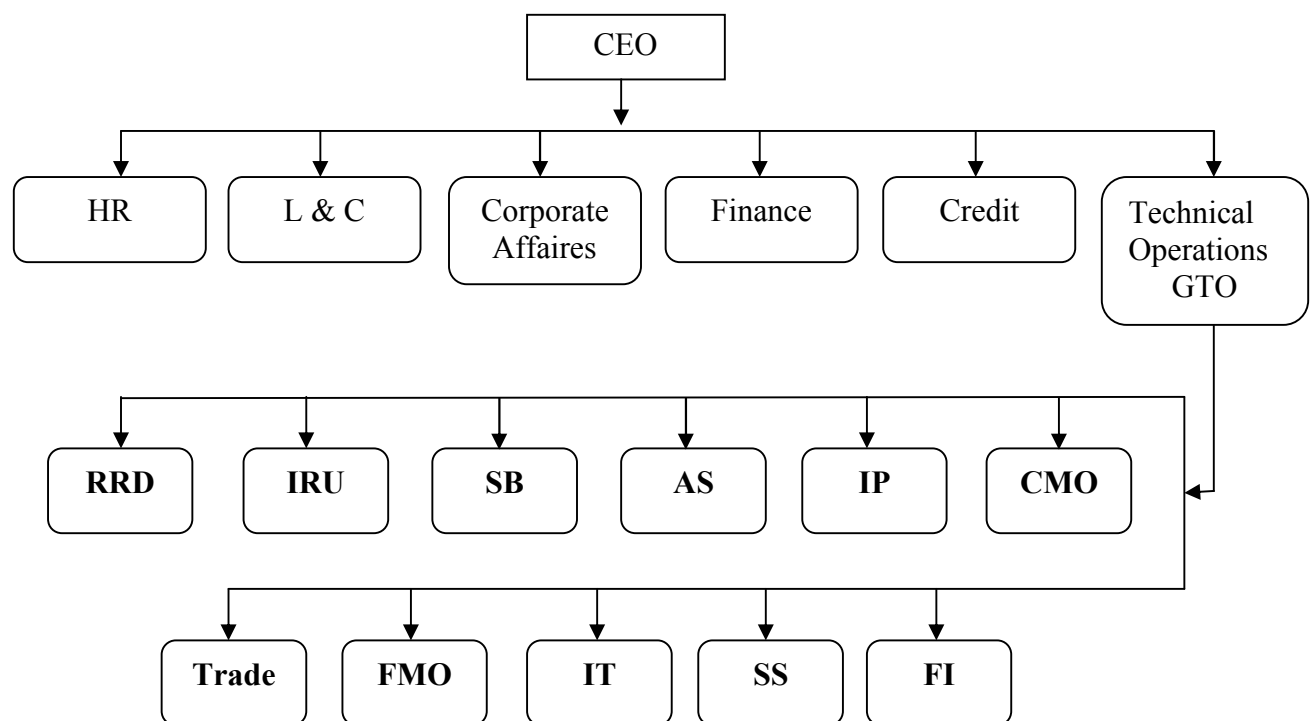 CEO
HR
L & C
Corporate
Affaires
Finance
Credit
Technical
Operations
GTO
RRD
IRU
SB
AS
IP
CMO
Trade
FMO
IT
SS
FI